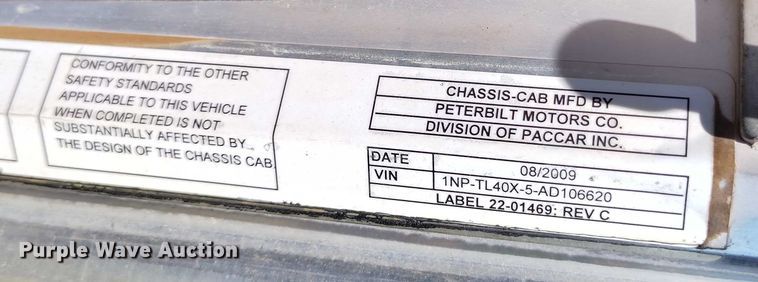 CONFORMITY TO THE OTHER
SAFETY STANDARDS
APPLICABLE TO THIS VEHICLE
WHEN COMPLETED IS NOT
SUBSTANTIALLY AFFECTED BY
THE DESIGN OF THE CHASSIS CAB
CHASSIS-CAB MFD BY
PETERBILT MOTORS CO.
DIVISION OF PACCAR INC.
DATE 08/2009
VIN 1NP-TL40X-5-AD106620
LABEL 22-01469: REV C
Purple Wave Auction